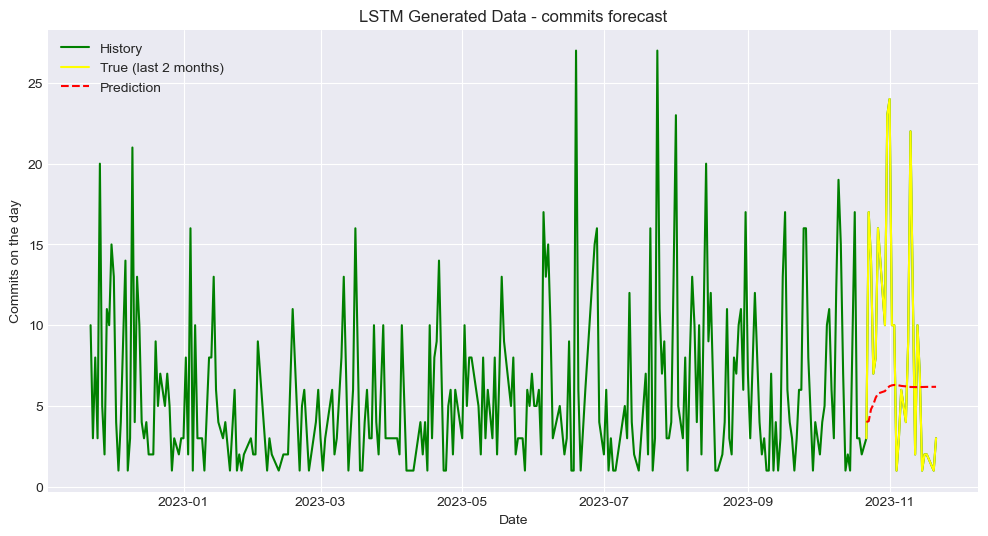 LSTM Generated Data - commits forecast
History
True (last 2 months)
Prediction
Commits on the day
25
20
15
10
5
0
2023-01
2023-03
2023-05
2023-07
2023-09
2023-11
Date